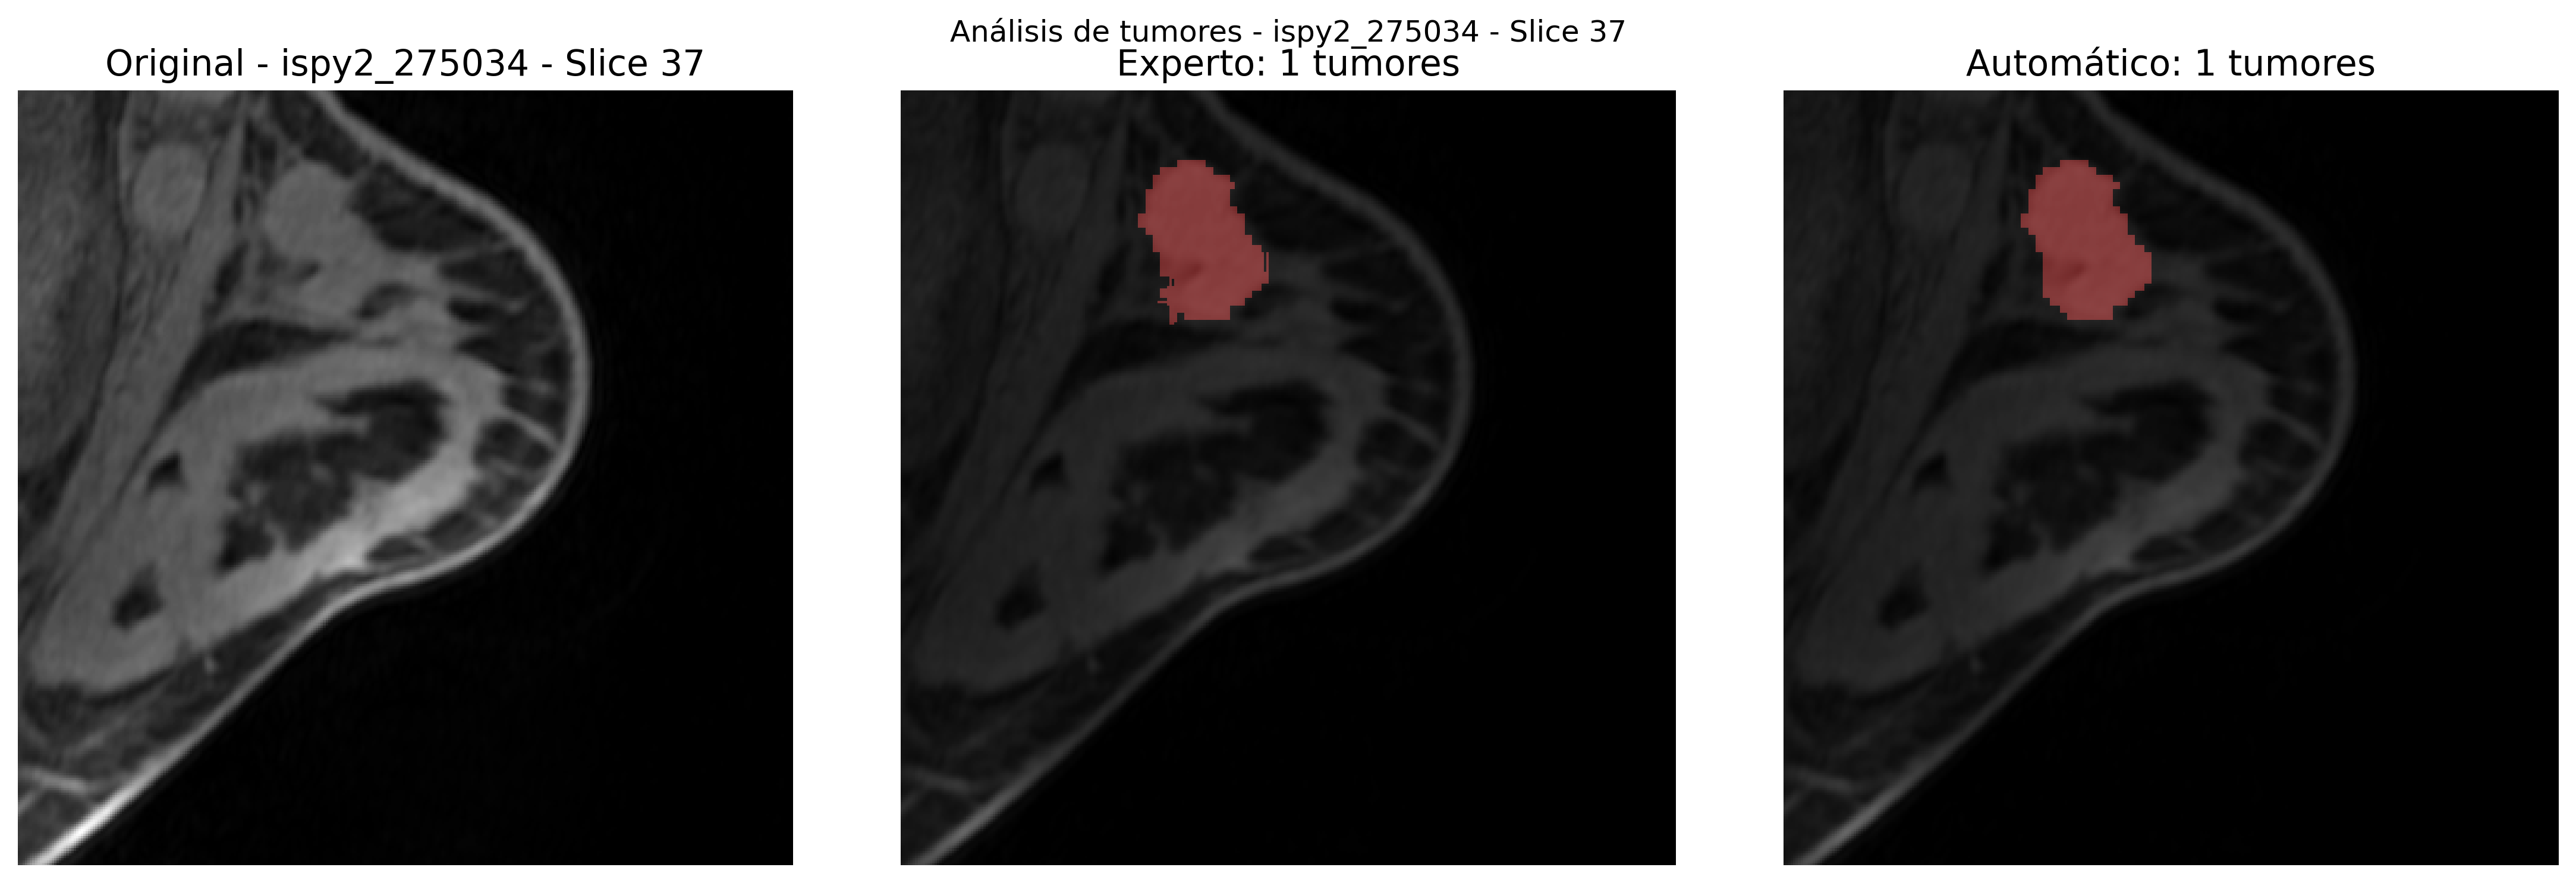 Análisis de tumores - ispy2_275034 - Slice 37
Original - ispy2_275034 - Slice 37
Experto: 1 tumores
Automático: 1 tumores